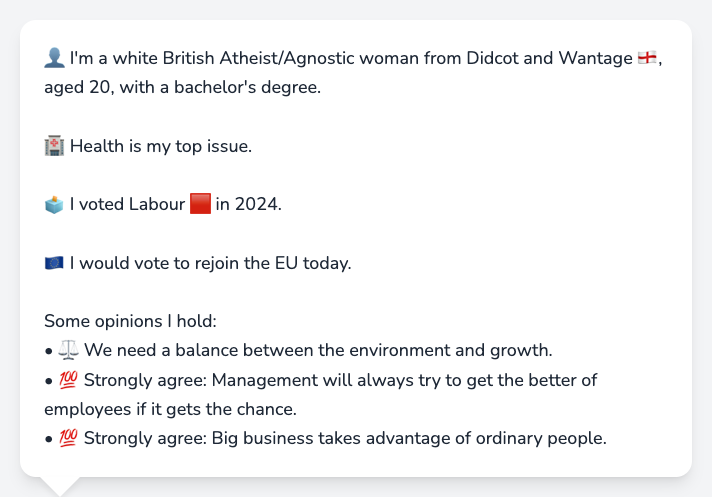 👤 I'm a white British Atheist/Agnostic woman from Didcot and Wantage 🏴󠁧󠁢󠁥󠁮󠁧󠁿,
aged 20, with a bachelor's degree.
🏥 Health is my top issue.
🗳️ I voted Labour 🟥 in 2024.
🇪🇺 I would vote to rejoin the EU today.
Some opinions I hold:
• ⚖️ We need a balance between the environment and growth.
• 💯 Strongly agree: Management will always try to get the better of
employees if it gets the chance.
• 💯 Strongly agree: Big business takes advantage of ordinary people.